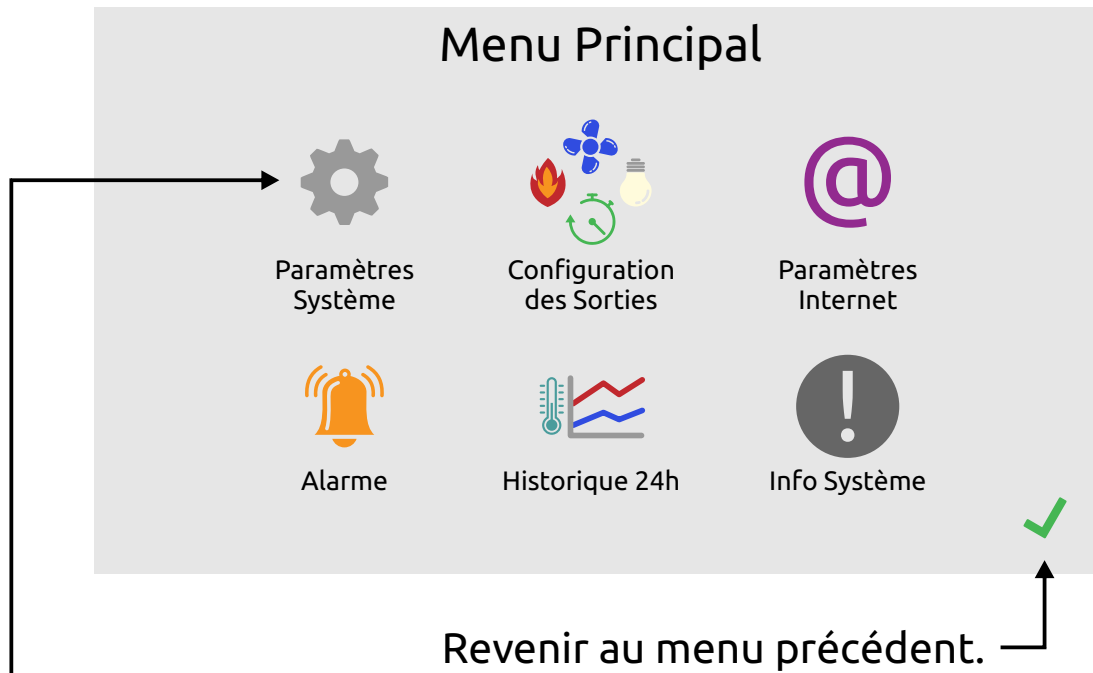 Menu Principal
Paramètres
Système
Configuration
des Sorties
@
Paramètres
Internet
Alarme
Historique 24h
!
Info Système
Revenir au menu précédent.